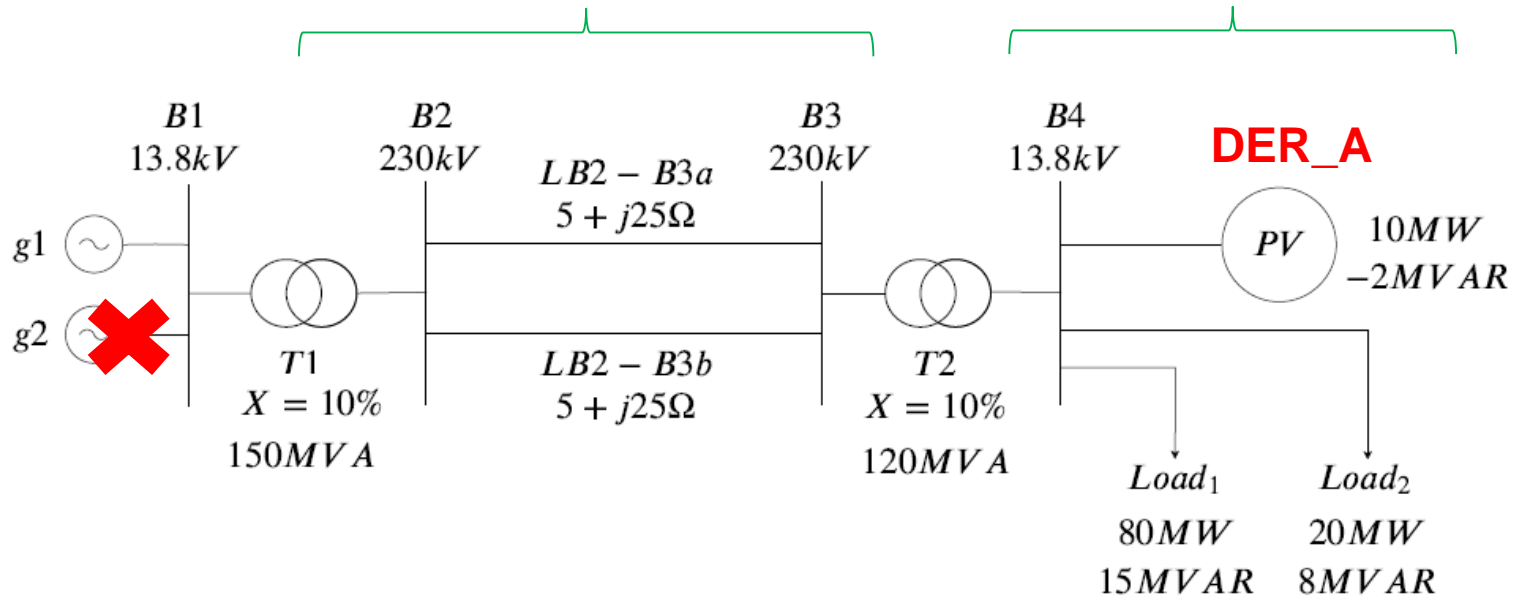 B1
13.8kV
B2
230kV
B3
230kV
B4
13.8kV
DER_A
LB2 − B3a
5 + j25Ω
g1
PV
10MW
−2MVAR
g2
T1
X = 10%
150MVA
LB2 − B3b
5 + j25Ω
T2
X = 10%
120MVA
Load₁
80MW
15MVAR
Load₂
20MW
8MVAR